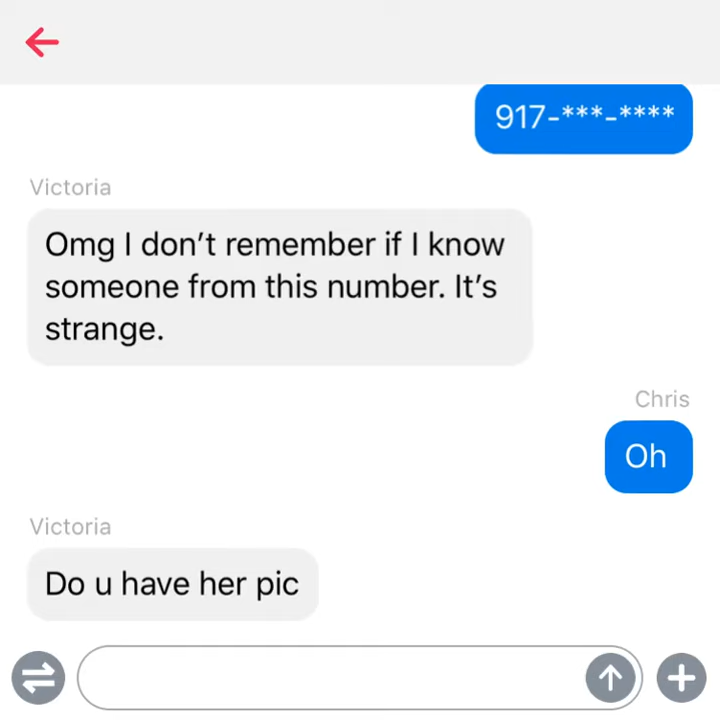 917-***-****
Victoria
Omg I don’t remember if I know
someone from this number. It’s
strange.
Chris
Oh
Victoria
Do u have her pic